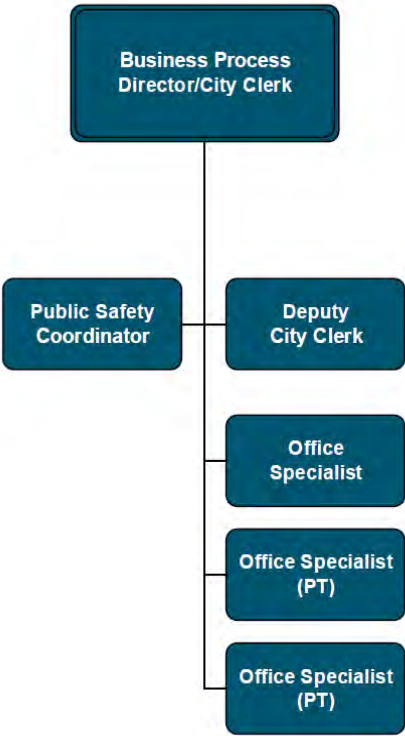 Business Process
Director/City Clerk
Public Safety
Coordinator
Deputy
City Clerk
Office
Specialist
Office Specialist
(PT)
Office Specialist
(PT)